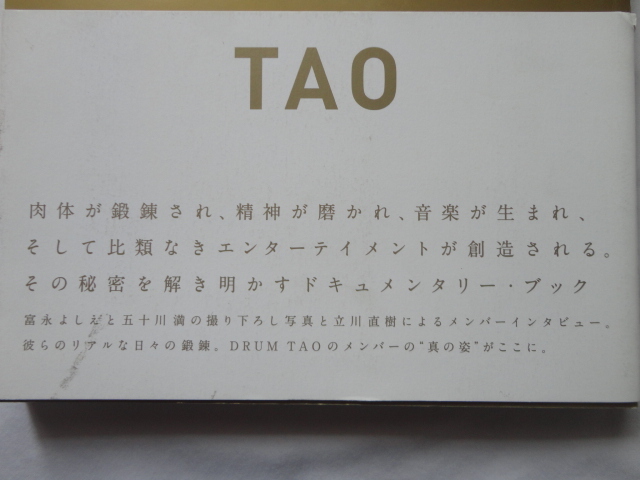 TAO
肉体が鍛錬され、精神が磨かれ、音楽が生まれ、
そして比類なきエンターテイメントが創造される。
その秘密を解き明かすドキュメンタリー・ブック
富永よしえと五十川満の撮り下ろし写真と立川直樹によるメンバーインタビュー。
彼らのリアルな日々の鍛錬。DRUM TAOのメンバーの“真の姿”がここに。